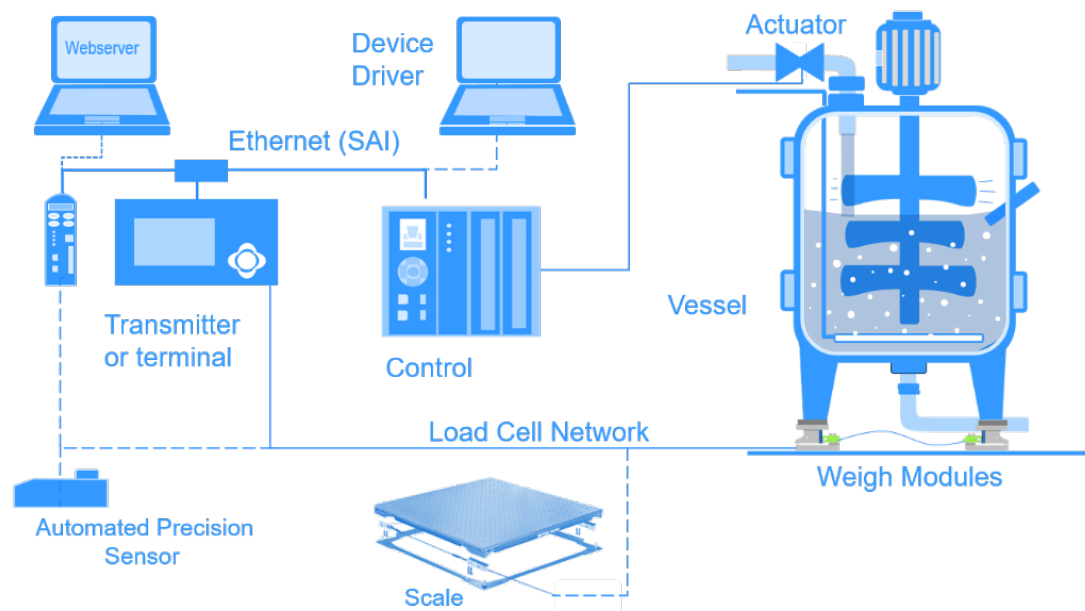 Webserver
Device
Driver
Actuator
Ethernet (SAI)
Transmitter
or terminal
Control
Vessel
Load Cell Network
Weigh Modules
Automated Precision
Sensor
Scale